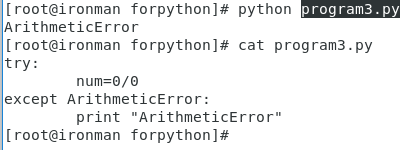 [root@ironman forpython]# python program3.py
ArithmeticError
[root@ironman forpython]# cat program3.py
try:
        num=0/0
except ArithmeticError:
        print "ArithmeticError"
[root@ironman forpython]#